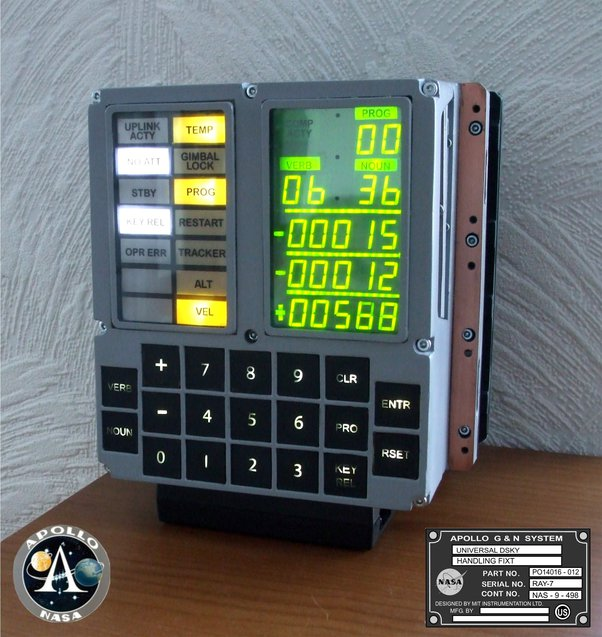 UPLINK ACTY
TEMP
NO ATT
GIMBAL LOCK
STBY
PROG
KEY REL
RESTART
OPR ERR
TRACKER
ALT
VEL
COMP ACTY
PROG
00
VERB
NOUN
06
36
-00015
-00012
+00568
VERB
NOUN
+
7
8
9
CLR
ENTR
-
4
5
6
PRO
RSET
0
1
2
3
KEY REL
APOLLO
NASA
APOLLO G & N SYSTEM
UNIVERSAL DSKY
HANDLING FIXT
NASA
PART NO. PO14016 - 012
SERIAL NO. RAY-7
CONT NO. NAS - 9 - 498
DESIGNED BY MIT INSTRUMENTATION LTD.
MFG. BY
US